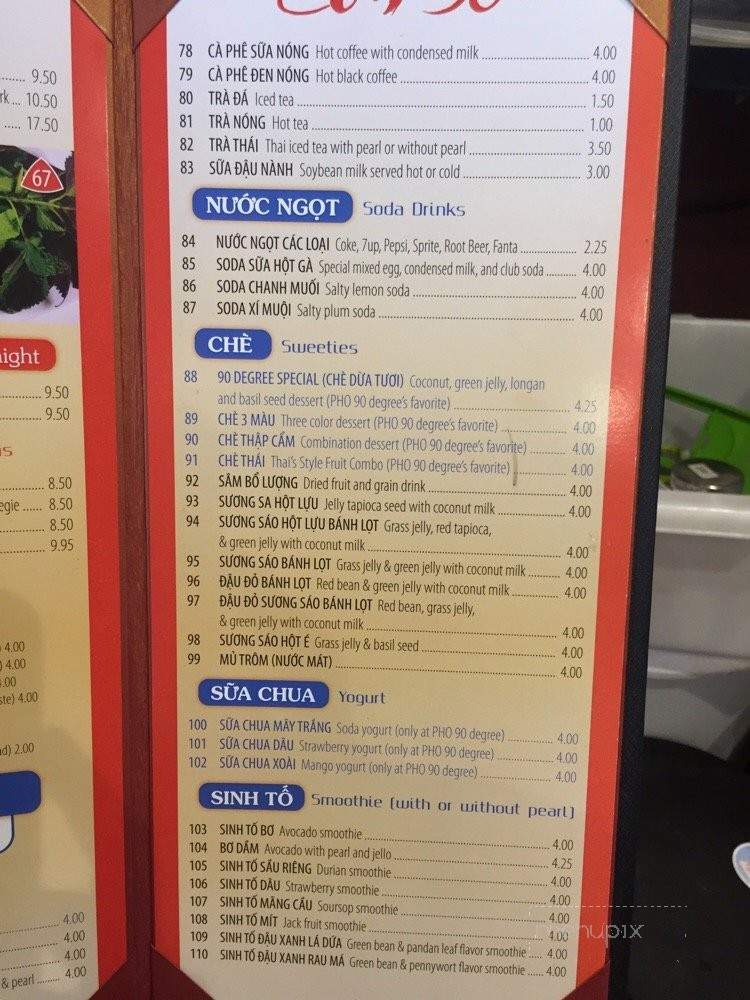 9.50
rk ... 10.50
17.50
67
night
9.50
9.50
8.50
egie ...... 8.50
8.50
9.95
4.00
) 4.00
.00
ste) 4.00
d) 2.00
4.00
4.00
4.00
& pearl ........ 4.00
78 CÀ PHÊ SỮA NÓNG Hot coffee with condensed milk 4.00
79 CÀ PHÊ ĐEN NÓNG Hot black coffee 4.00
80 TRÀ ĐÁ Iced tea 1.50
81 TRÀ NÓNG Hot tea 1.00
82 TRÀ THÁI Thai iced tea with pearl or without pearl 3.50
83 SỮA ĐẬU NÀNH Soybean milk served hot or cold 3.00
NƯỚC NGỌT Soda Drinks
84 NƯỚC NGỌT CÁC LOẠI Coke, 7up, Pepsi, Sprite, Root Beer, Fanta 2.25
85 SODA SỮA HỘT GÀ Special mixed egg, condensed milk, and club soda 4.00
86 SODA CHANH MUỐI Salty lemon soda 4.00
87 SODA XÍ MUỘI Salty plum soda 4.00
CHÈ Sweeties
88 90 DEGREE SPECIAL (CHÈ DỪA TƯƠI) Coconut, green jelly, longan
and basil seed dessert (PHO 90 degree's favorite) 4.25
89 CHÈ 3 MÀU Three color dessert (PHO 90 degree's favorite) 4.00
90 CHÈ THẬP CẨM Combination dessert (PHO 90 degree's favorite) 4.00
91 CHÈ THÁI Thai's Style Fruit Combo (PHO 90 degree's favorite) 4.00
92 SÂM BỔ LƯỢNG Dried fruit and grain drink 4.00
93 SƯƠNG SA HỘT LỰU Jelly tapioca seed with coconut milk 4.00
94 SƯƠNG SÁO HỘT LỰU BÁNH LỌT Grass jelly, red tapioca,
& green jelly with coconut milk 4.00
95 SƯƠNG SÁO BÁNH LỌT Grass jelly & green jelly with coconut milk 4.00
96 ĐẬU ĐỎ BÁNH LỌT Red bean & green jelly with coconut milk 4.00
97 ĐẬU ĐỎ SƯƠNG SÁO BÁNH LỌT Red bean, grass jelly,
& green jelly with coconut milk 4.00
98 SƯƠNG SÁO HỘT É Grass jelly & basil seed 4.00
99 MỦ TRÔM (NƯỚC MÁT) 4.00
SỮA CHUA Yogurt
100 SỮA CHUA MÂY TRẮNG Soda yogurt (only at PHO 90 degree) 4.00
101 SỮA CHUA DÂU Strawberry yogurt (only at PHO 90 degree) 4.00
102 SỮA CHUA XOÀI Mango yogurt (only at PHO 90 degree) 4.00
SINH TỐ Smoothie (with or without pearl)
103 SINH TỐ BƠ Avocado smoothie 4.00
104 BƠ DẦM Avocado with pearl and jello 4.25
105 SINH TỐ SẦU RIÊNG Durian smoothie 4.00
106 SINH TỐ DÂU Strawberry smoothie 4.00
107 SINH TỐ MÃNG CẦU Soursop smoothie 4.00
108 SINH TỐ MÍT Jack fruit smoothie 4.00
109 SINH TỐ ĐẬU XANH LÁ DỨA Green bean & pandan leaf flavor smoothie 4.00
110 SINH TỐ ĐẬU XANH RAU MÁ Green bean & pennywort flavor smoothie 4.00